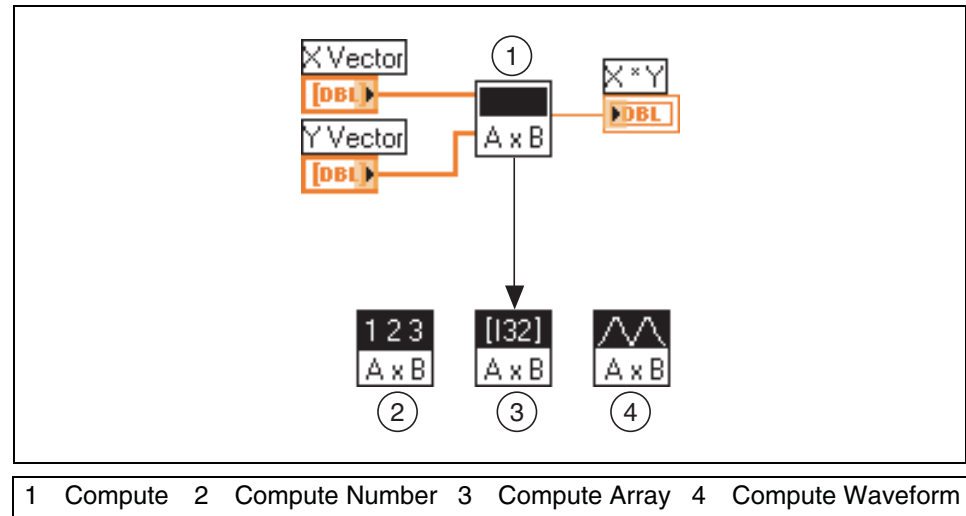 X Vector
[DBL]
Y Vector
[DBL]
1
A x B
X * Y
DBL
1 2 3
A x B
2
[I32]
A x B
3
A x B
4
1 Compute 2 Compute Number 3 Compute Array 4 Compute Waveform